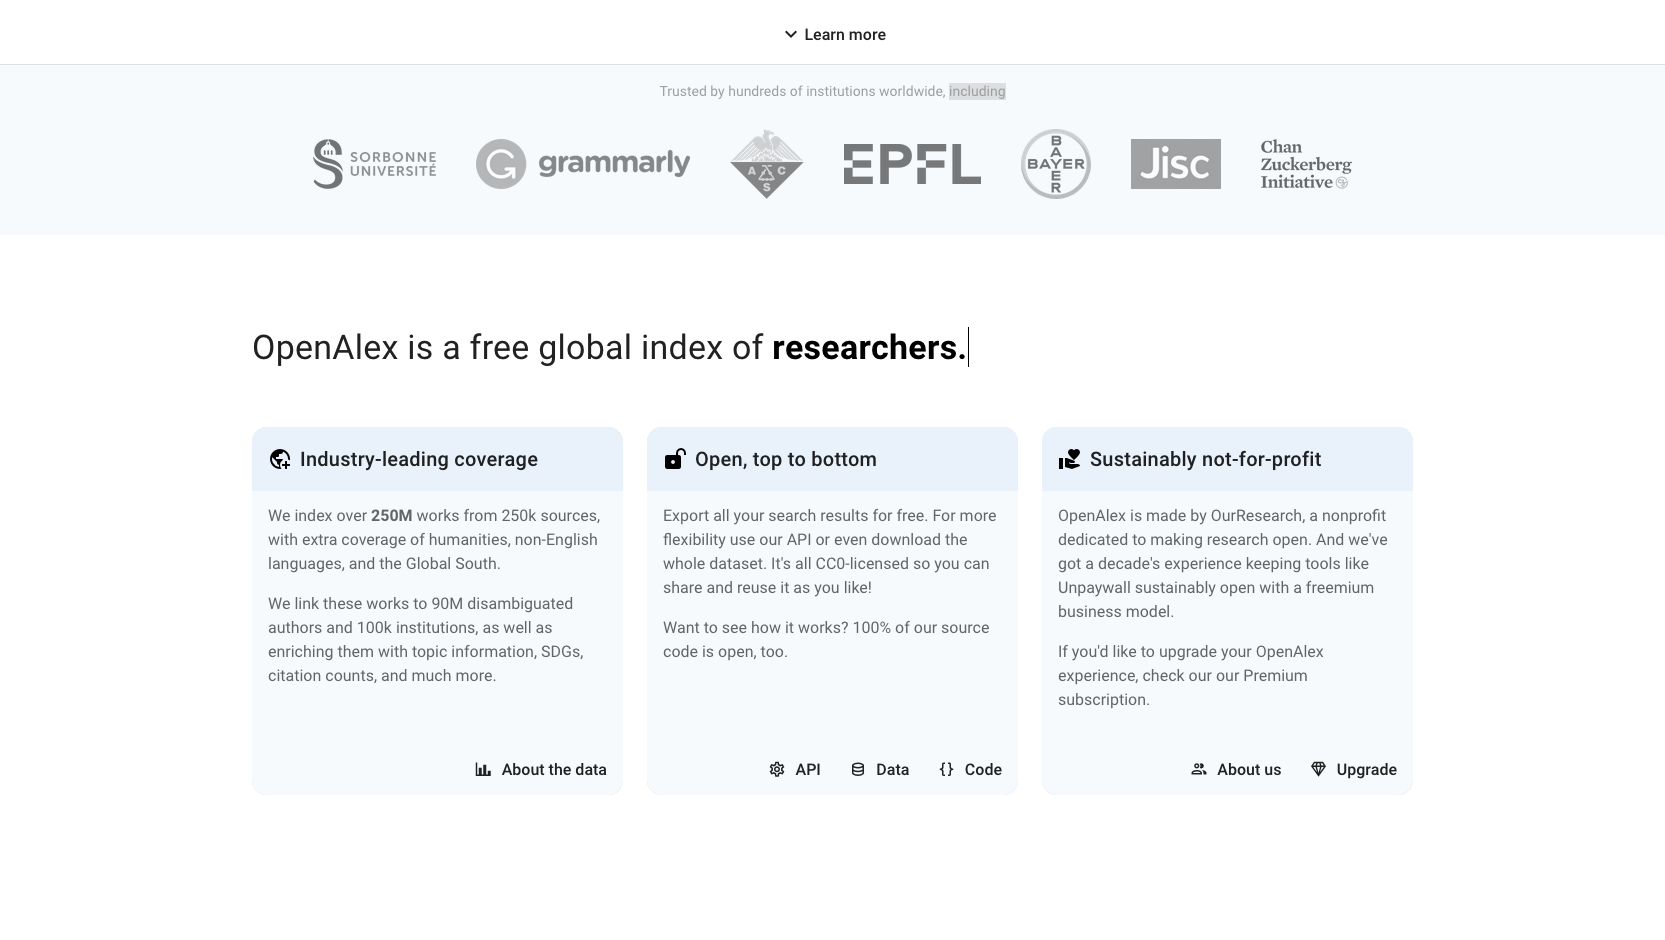 Learn more
Trusted by hundreds of institutions worldwide, including
SORBONNE
UNIVERSITÉ
G grammarly
A C
S
EPFL
BAYER
BAYER
Jisc
Chan
Zuckerberg
Initiative
OpenAlex is a free global index of researchers.
Industry-leading coverage
We index over 250M works from 250k sources,
with extra coverage of humanities, non-English
languages, and the Global South.
We link these works to 90M disambiguated
authors and 100k institutions, as well as
enriching them with topic information, SDGs,
citation counts, and much more.
About the data
Open, top to bottom
Export all your search results for free. For more
flexibility use our API or even download the
whole dataset. It's all CC0-licensed so you can
share and reuse it as you like!
Want to see how it works? 100% of our source
code is open, too.
API
Data
{} Code
Sustainably not-for-profit
OpenAlex is made by OurResearch, a nonprofit
dedicated to making research open. And we've
got a decade's experience keeping tools like
Unpaywall sustainably open with a freemium
business model.
If you'd like to upgrade your OpenAlex
experience, check our our Premium
subscription.
About us
Upgrade